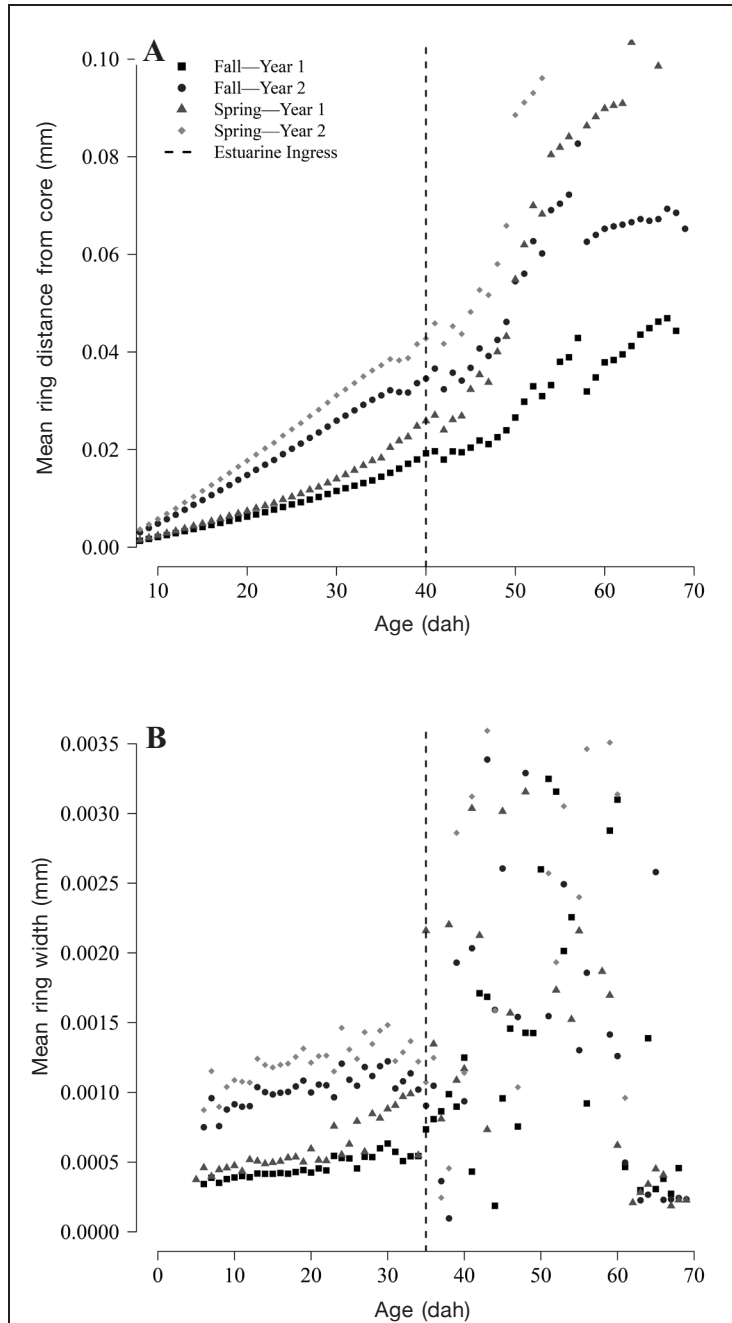 A
Fall—Year 1
Fall—Year 2
Spring—Year 1
Spring—Year 2
Estuarine Ingress
Mean ring distance from core (mm)
0.10
0.08
0.06
0.04
0.02
0.00
10 20 30 40 50 60 70
Age (dah)
B
Mean ring width (mm)
0.0035
0.0030
0.0025
0.0020
0.0015
0.0010
0.0005
0.0000
0 10 20 30 40 50 60 70
Age (dah)